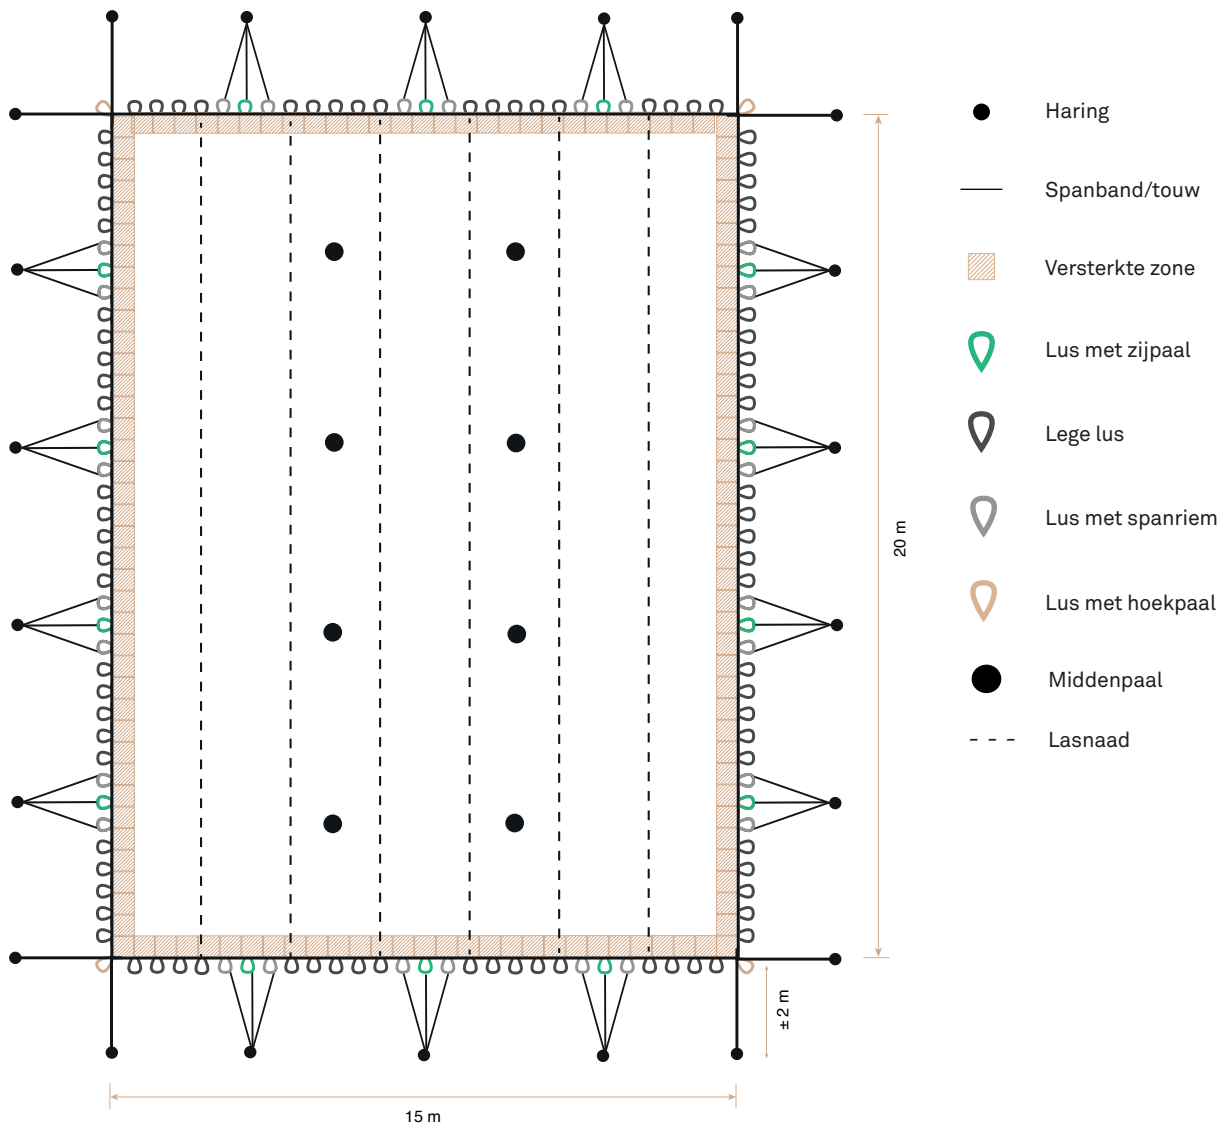 Haring
Spanband/touw
Versterkte zone
Lus met zijpaal
Lege lus
Lus met spanriem
Lus met hoekpaal
Middenpaal
Lasnaad
20 m
± 2 m
15 m